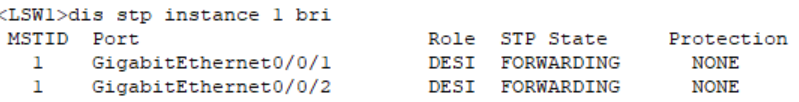 <LSW1>dis stp instance 1 bri
MSTID Port Role STP State Protection
1 GigabitEthernet0/0/1 DESI FORWARDING NONE
1 GigabitEthernet0/0/2 DESI FORWARDING NONE